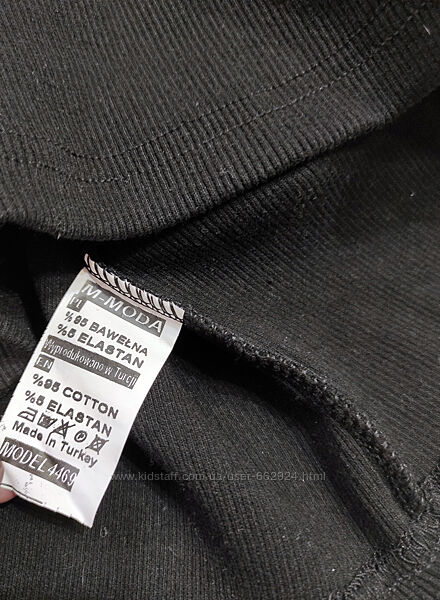 M-MODA
PL
%95 BAWEŁNA
%5 ELASTAN
Wyprodukowano w Turcji
EN
%95 COTTON
%5 ELASTAN
Made in Turkey
MODEL 4469
www.kidstaff.com.ua-user-662924.html